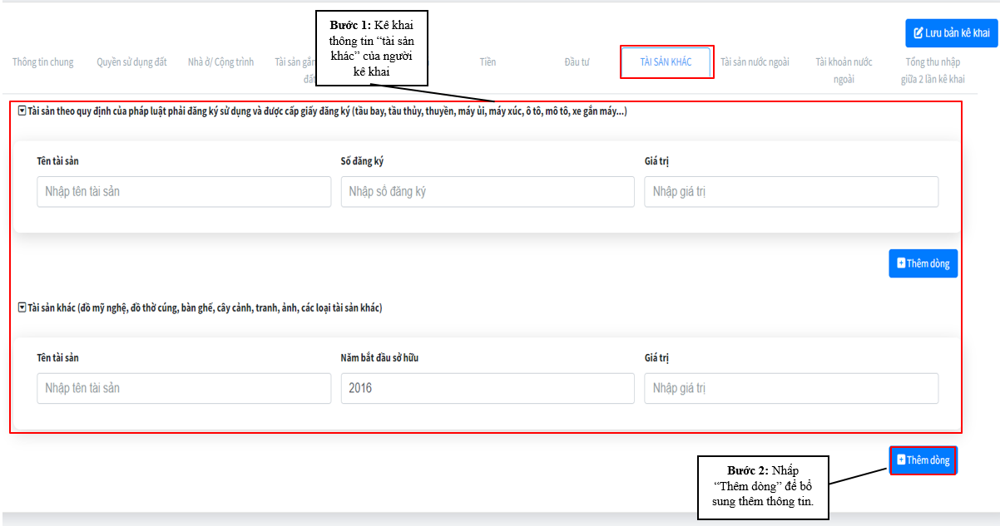 Bước 1: Kê khai
thông tin “tài sản
khác” của người
kê khai
Lưu bản kê khai
Thông tin chung
Quyền sử dụng đất
Nhà ở/ Công trình
Tài sản gắn
đất
Tiền
Đầu tư
TÀI SẢN KHÁC
Tài sản nước ngoài
Tài khoản nước
ngoài
Tổng thu nhập
giữa 2 lần kê khai
Tài sản theo quy định của pháp luật phải đăng ký sử dụng và được cấp giấy đăng ký (tầu bay, tầu thủy, thuyền, máy ủi, máy xúc, ô tô, mô tô, xe gắn máy...)
Tên tài sản
Số đăng ký
Giá trị
Nhập tên tài sản
Nhập số đăng ký
Nhập giá trị
Thêm dòng
Tài sản khác (đồ mỹ nghệ, đồ thờ cúng, bàn ghế, cây cảnh, tranh, ảnh, các loại tài sản khác)
Tên tài sản
Năm bắt đầu sở hữu
Giá trị
Nhập tên tài sản
2016
Nhập giá trị
Thêm dòng
Bước 2: Nhấp
“Thêm dòng” để bổ
sung thêm thông tin.